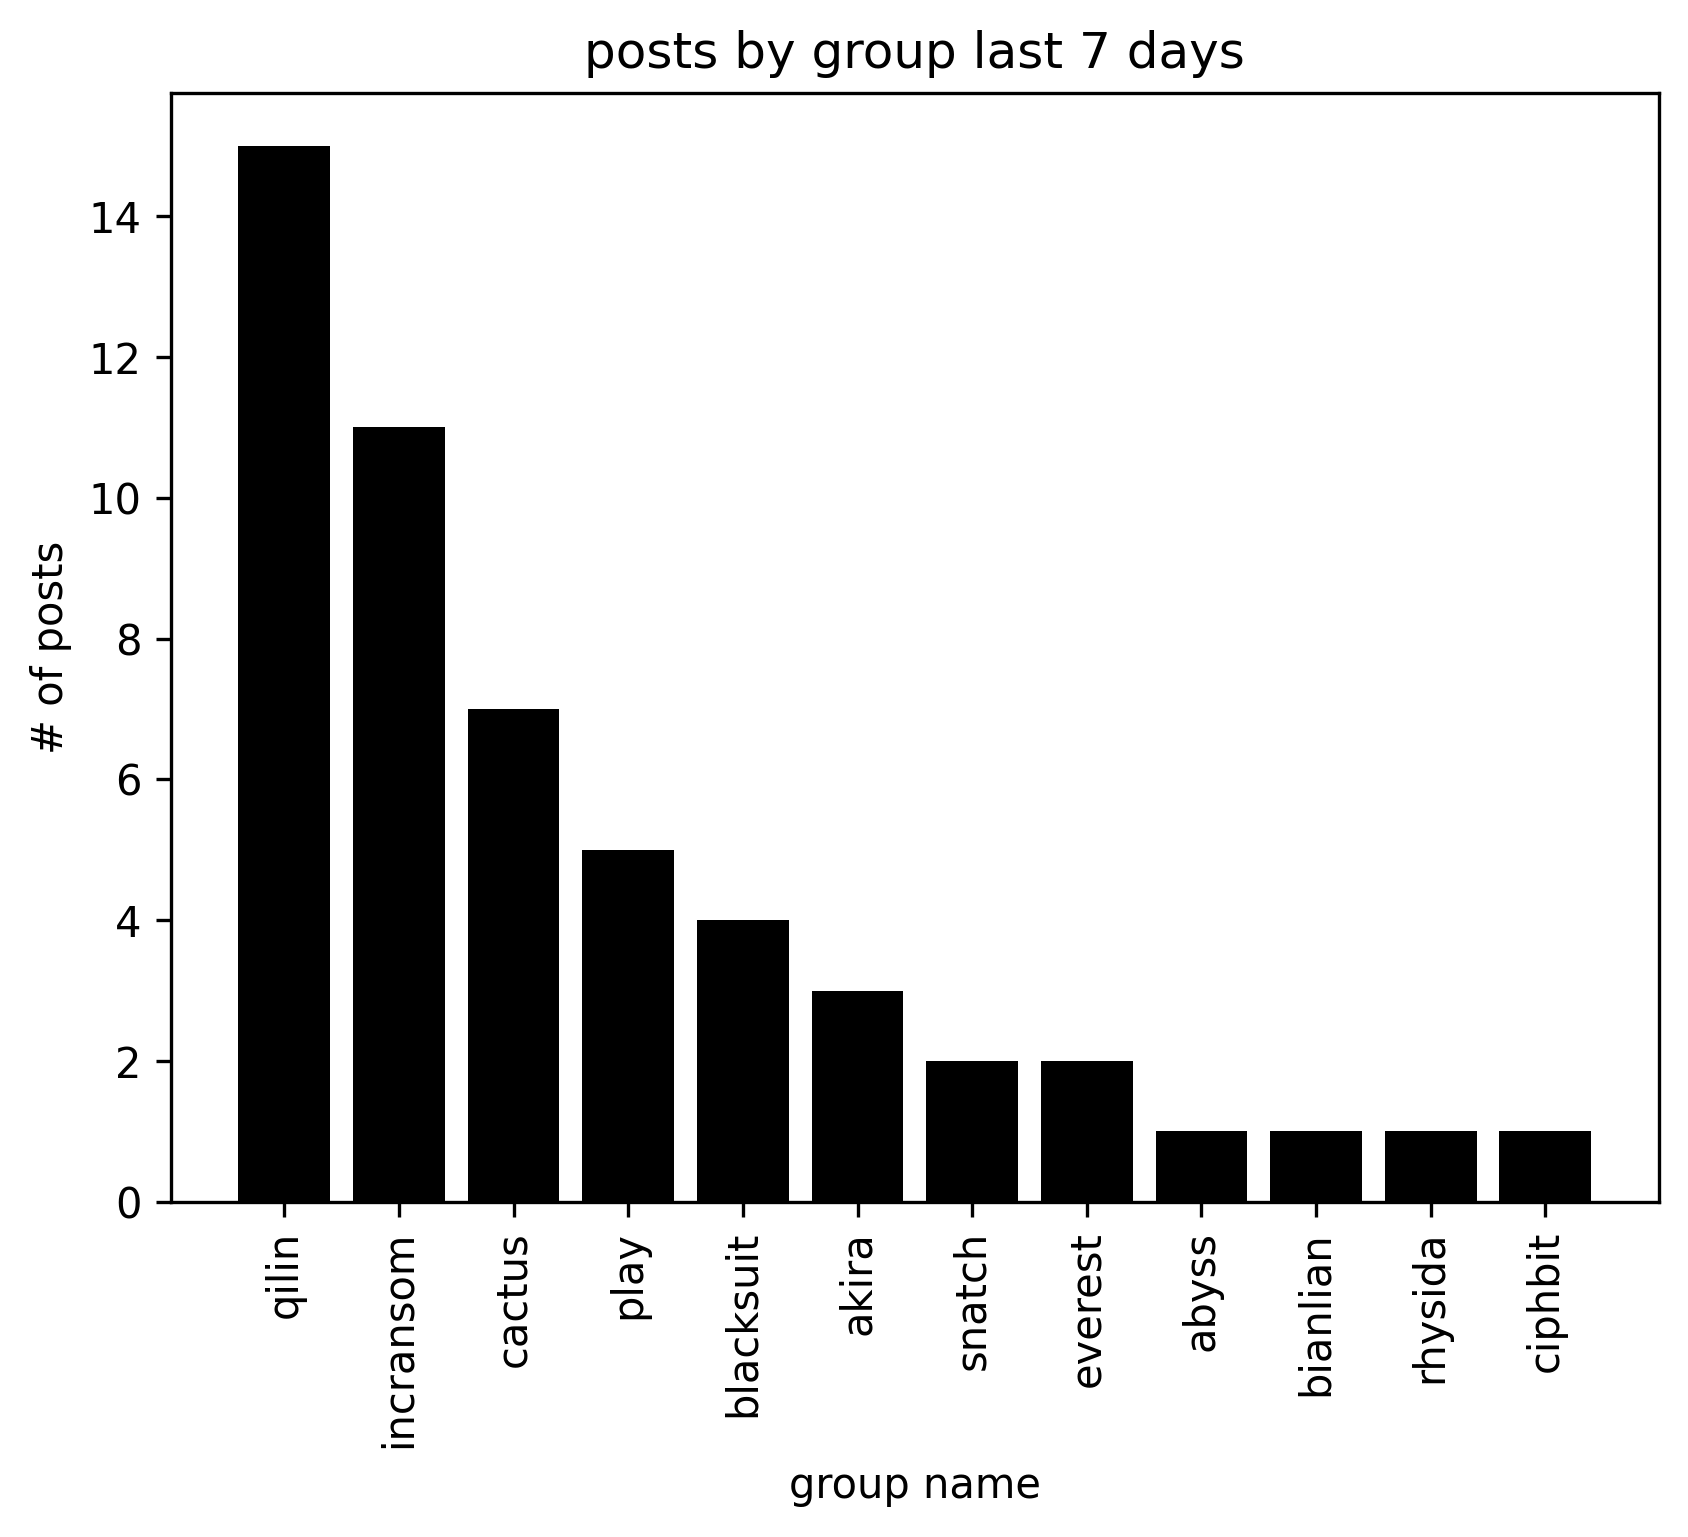 posts by group last 7 days
# of posts
14
12
10
8
6
4
2
0
qilin
incransom
cactus
play
blacksuit
akira
snatch
everest
abyss
bianlian
rhysida
ciphbit
group name